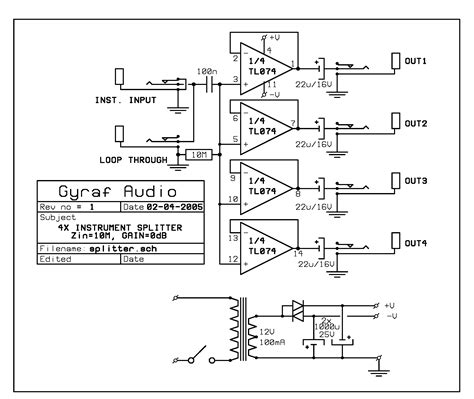 2
1/4
TL074
4
+V
1
3
11
-V
100n
INST. INPUT
22u/16V
OUT1
6
1/4
TL074
7
5
22u/16V
OUT2
LOOP THROUGH
10M
9
1/4
TL074
8
10
22u/16V
OUT3
13
1/4
TL074
14
12
22u/16V
OUT4
Gyraf Audio
Rev no = 1 Date 02-04-2005
Subject
4X INSTRUMENT SPLITTER
Zin=10M, GAIN=0dB
Filename: splitter.sch
Edited Date
12V
100mA
2x
1000u
25V
+V
-V